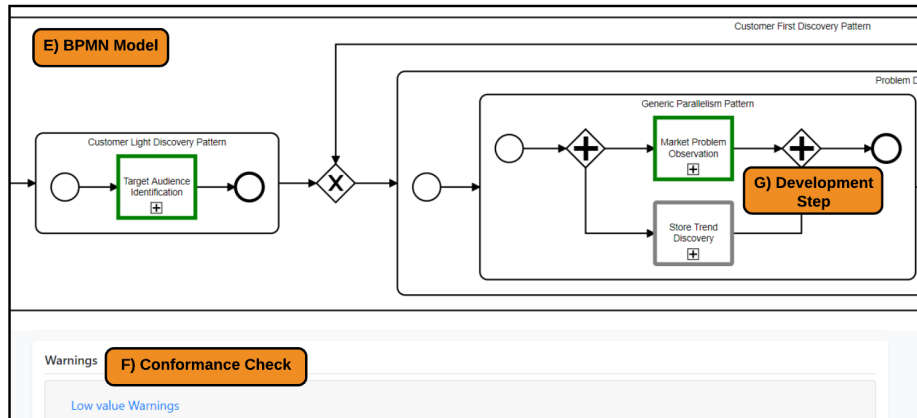 Customer First Discovery Pattern
E) BPMN Model
Problem D
Generic Parallelism Pattern
Customer Light Discovery Pattern
Target Audience
Identification
X
Market Problem
Observation
G) Development
Step
Store Trend
Discovery
Warnings
F) Conformance Check
Low value Warnings